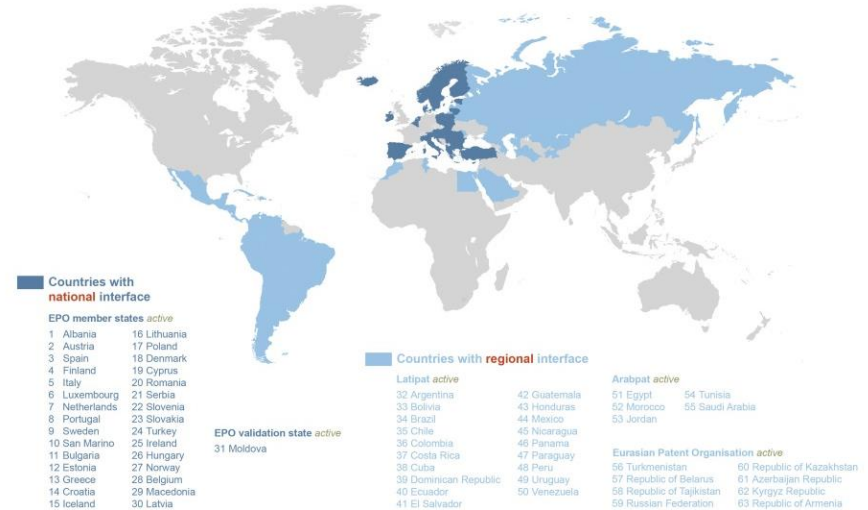 Countries with
national interface
EPO member states active
1 Albania
2 Austria
3 Spain
4 Finland
5 Italy
6 Luxembourg
7 Netherlands
8 Portugal
9 Sweden
10 San Marino
11 Bulgaria
12 Estonia
13 Greece
14 Croatia
15 Iceland
16 Lithuania
17 Poland
18 Denmark
19 Cyprus
20 Romania
21 Serbia
22 Slovenia
23 Slovakia
24 Turkey
25 Ireland
26 Hungary
27 Norway
28 Belgium
29 Macedonia
30 Latvia
EPO validation state active
31 Moldova
Countries with regional interface
Latipat active
32 Argentina
33 Bolivia
34 Brazil
35 Chile
36 Colombia
37 Costa Rica
38 Cuba
39 Dominican Republic
40 Ecuador
41 El Salvador
42 Guatemala
43 Honduras
44 Mexico
45 Nicaragua
46 Panama
47 Paraguay
48 Peru
49 Uruguay
50 Venezuela
Arabpat active
51 Egypt
52 Morocco
53 Jordan
54 Tunisia
55 Saudi Arabia
Eurasian Patent Organisation active
56 Turkmenistan
57 Republic of Belarus
58 Republic of Tajikistan
59 Russian Federation
60 Republic of Kazakhstan
61 Azerbaijan Republic
62 Kyrgyz Republic
63 Republic of Armenia